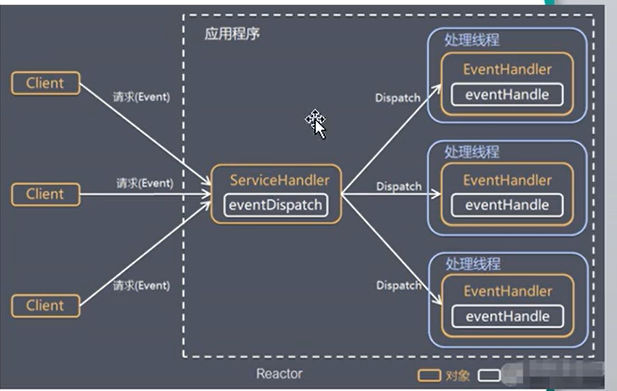 应用程序
处理线程
EventHandler
eventHandle
Client
请求(Event)
Dispatch
处理线程
EventHandler
eventHandle
Client
请求(Event)
ServiceHandler
eventDispatch
Dispatch
处理线程
EventHandler
eventHandle
Client
请求(Event)
Dispatch
Reactor
对象